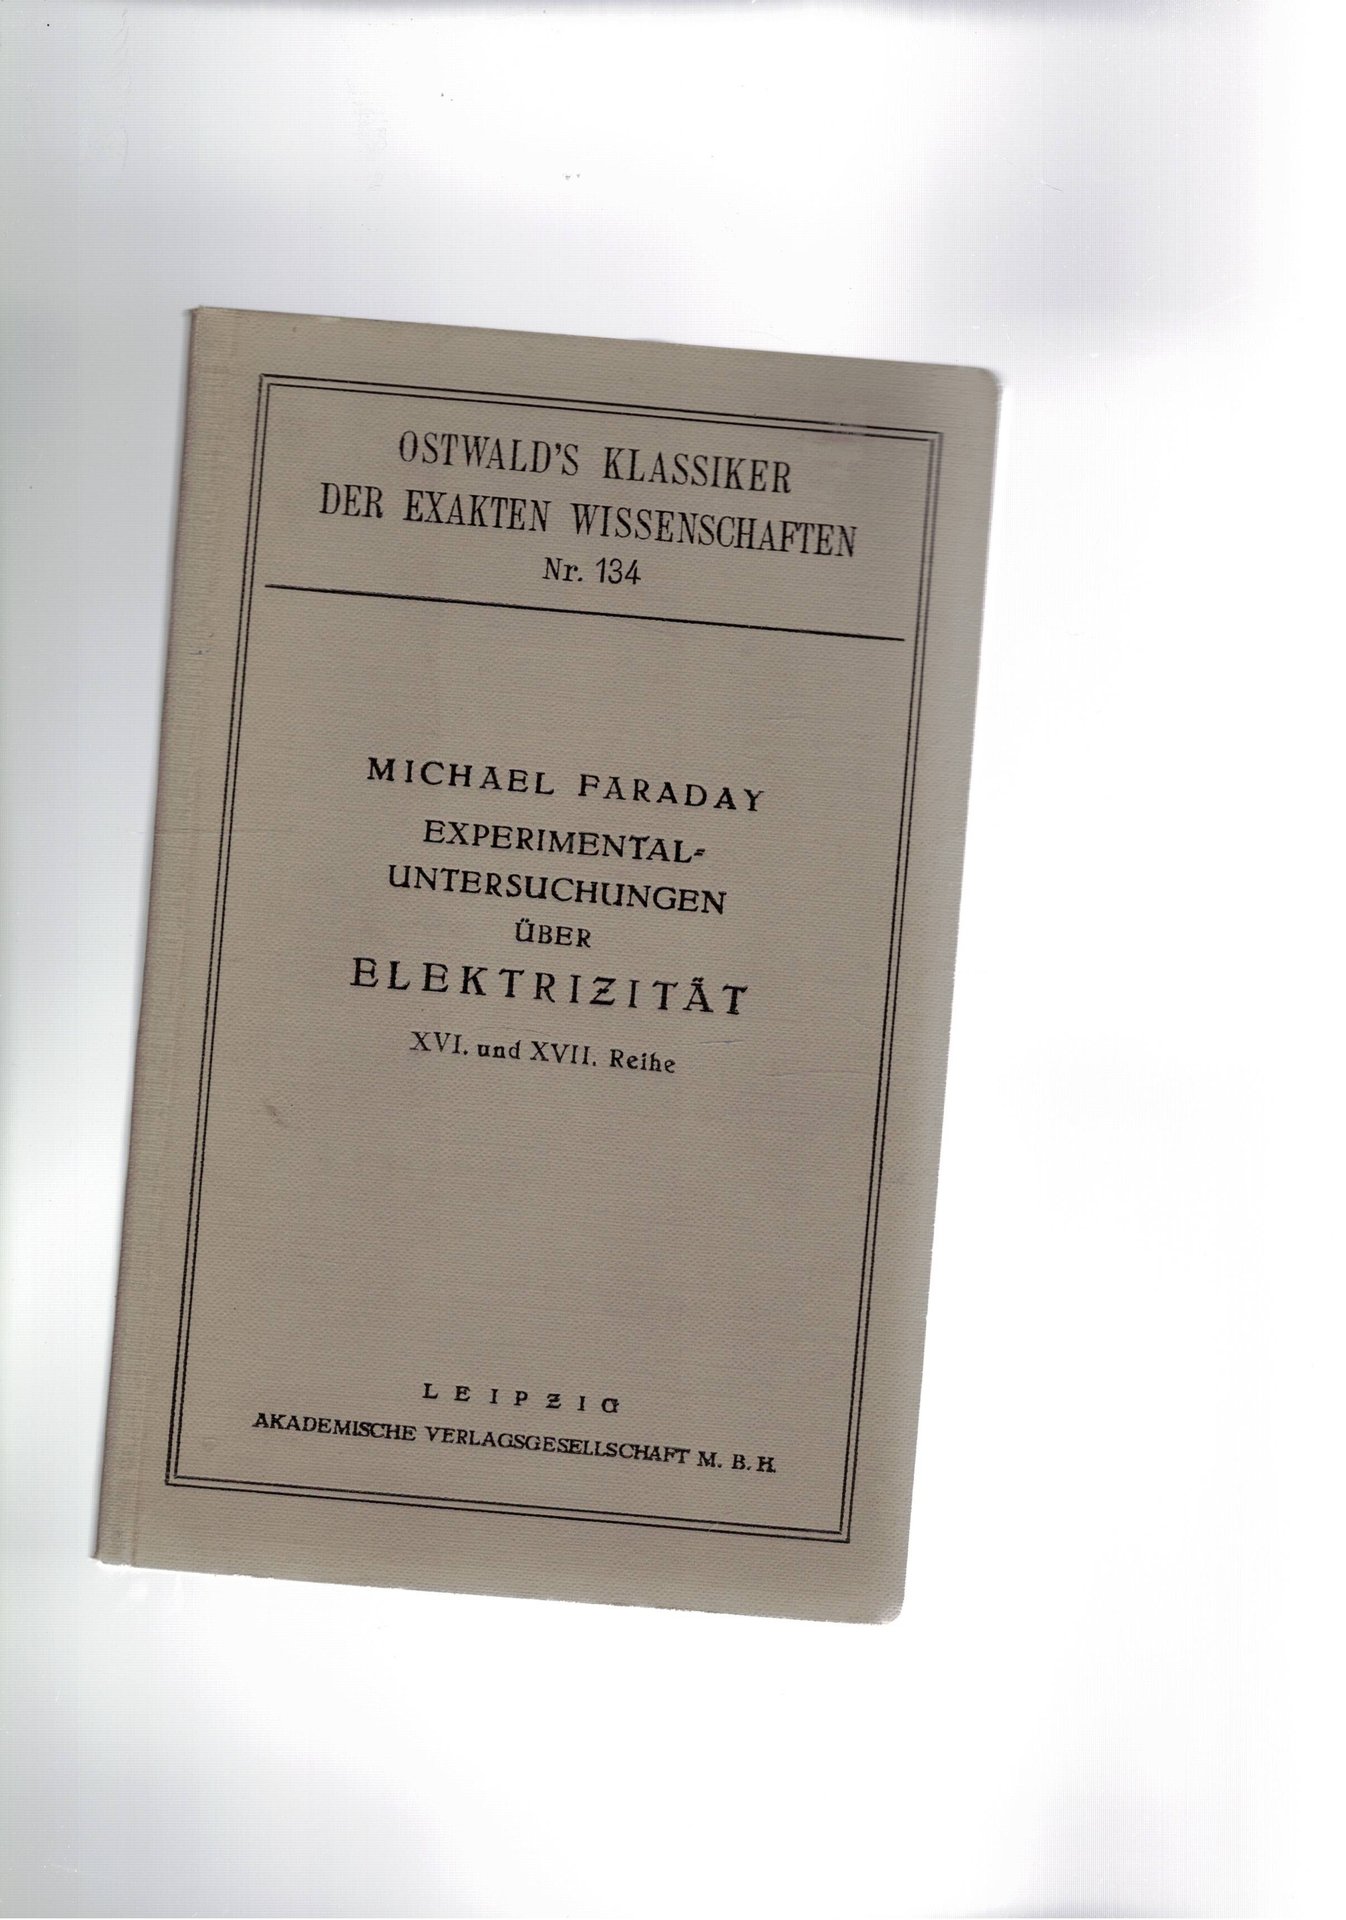 OSTWALD'S KLASSIKER
DER EXAKTEN WISSENSCHAFTEN
Nr. 134
MICHAEL FARADAY
EXPERIMENTAL-
UNTERSUCHUNGEN
ÜBER
ELEKTRIZITÄT
XVI. und XVII. Reihe
LEIPZIG
AKADEMISCHE VERLAGSGESELLSCHAFT M. B. H.